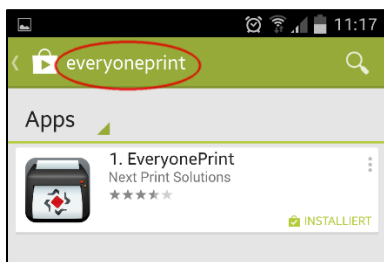 11:17
everyoneprint
Apps
1. EveryonePrint
Next Print Solutions
INSTALLIERT